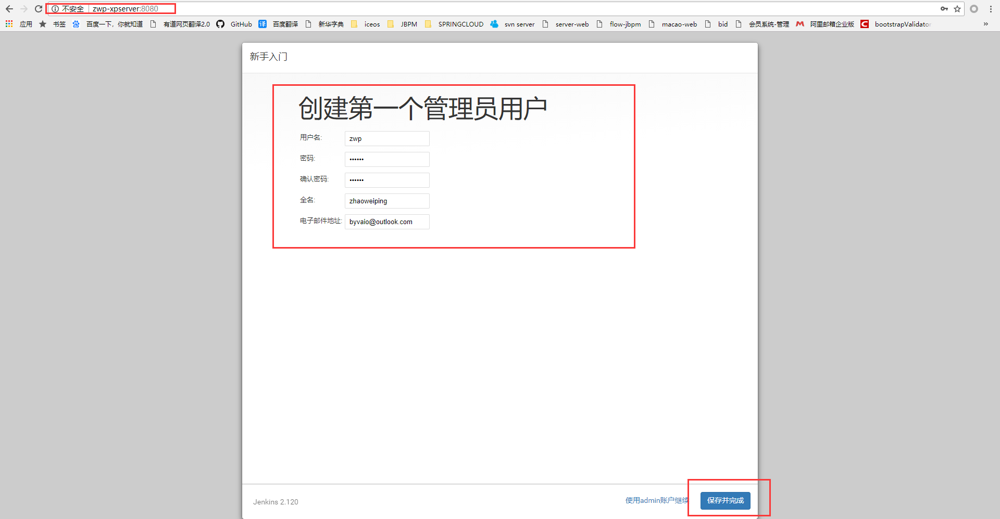 不安全 zwp-xpserver:8080
应用 书签 百度一下，你就知道 有道网页翻译2.0 GitHub 译 百度翻译 新华字典 iceos JBPM SPRINGCLOUD svn server server-web flow-jbpm macao-web bid 会员系统-管理 阿里邮箱企业版 C bootstrapValidator »
新手入门
创建第一个管理员用户
用户名: zwp
密码: ••••••
确认密码: ••••••
全名: zhaoweiping
电子邮件地址: byvaio@outlook.com
Jenkins 2.120 使用admin账户继续 保存并完成